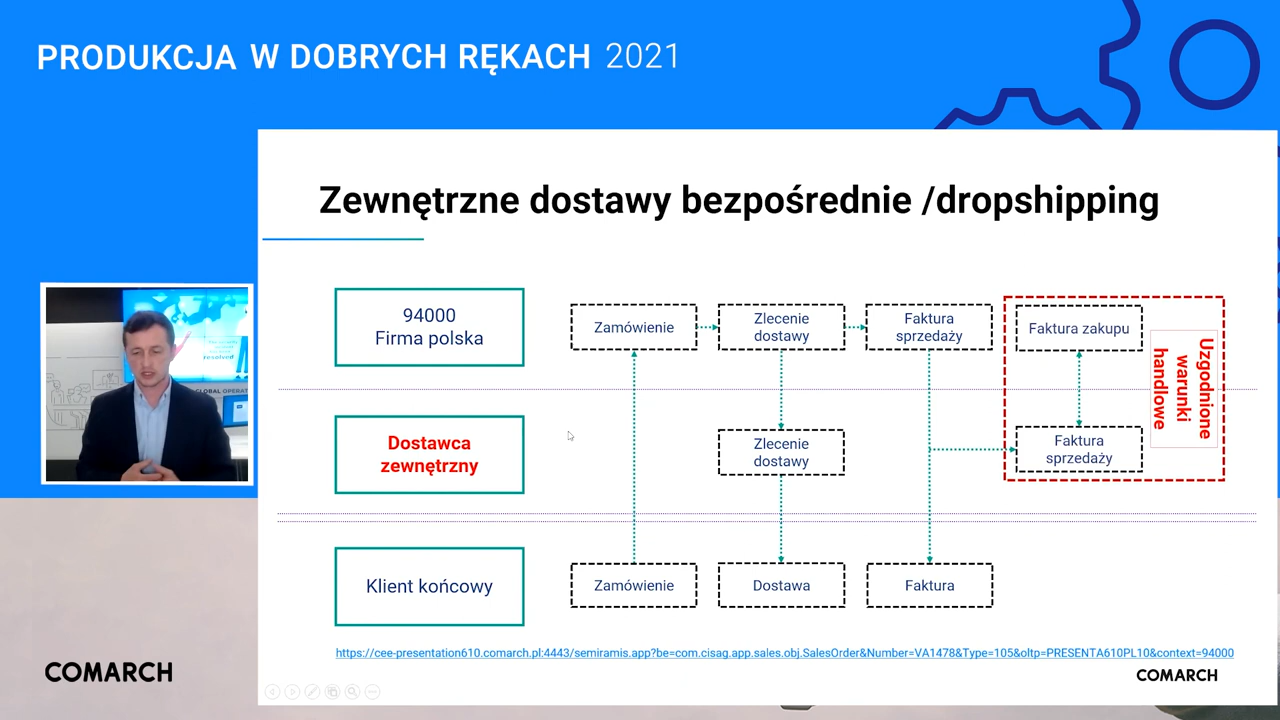 PRODUKCJA W DOBRYCH RĘKACH 2021
Zewnętrzne dostawy bezpośrednie /dropshipping
94000
Firma polska
Zamówienie
Zlecenie
dostawy
Faktura
sprzedaży
Faktura zakupu
Uzgodnione
warunki
handlowe
Dostawca
zewnętrzny
Zlecenie
dostawy
Faktura
sprzedaży
Klient końcowy
Zamówienie
Dostawa
Faktura
https://cee-presentation610.comarch.pl:4443/semiramis.app?be=com.cisag.app.sales.obj.SalesOrder&Number=VA1478&Type=105&oltp=PRESENTA610PL10&context=94000
COMARCH
COMARCH
resolved
GLOBAL OPERAT